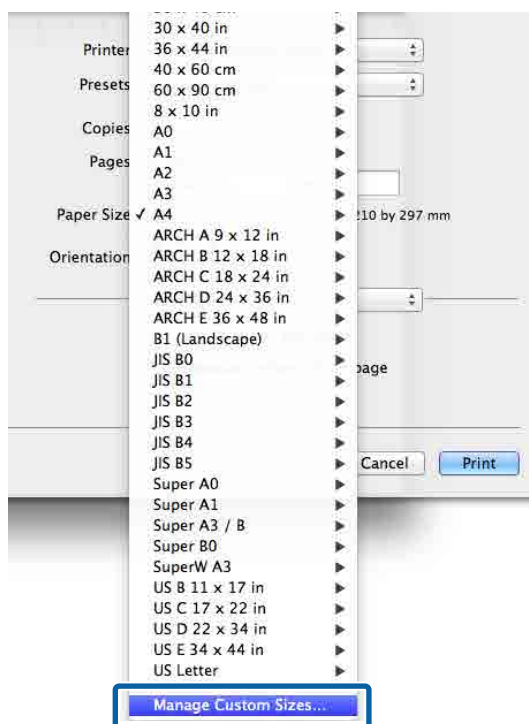 30 x 40 in
Printer 36 x 44 in
40 x 60 cm
Presets 60 x 90 cm
8 x 10 in
Copies A0
A1
Pages A2
A3
Paper Size ✓ A4 210 by 297 mm
ARCH A 9 x 12 in
Orientation ARCH B 12 x 18 in
ARCH C 18 x 24 in
ARCH D 24 x 36 in
ARCH E 36 x 48 in
B1 (Landscape)
JIS B0
JIS B1 page
JIS B2
JIS B3
JIS B4
JIS B5 Cancel Print
Super A0
Super A1
Super A3 / B
Super B0
SuperW A3
US B 11 x 17 in
US C 17 x 22 in
US D 22 x 34 in
US E 34 x 44 in
US Letter
Manage Custom Sizes...